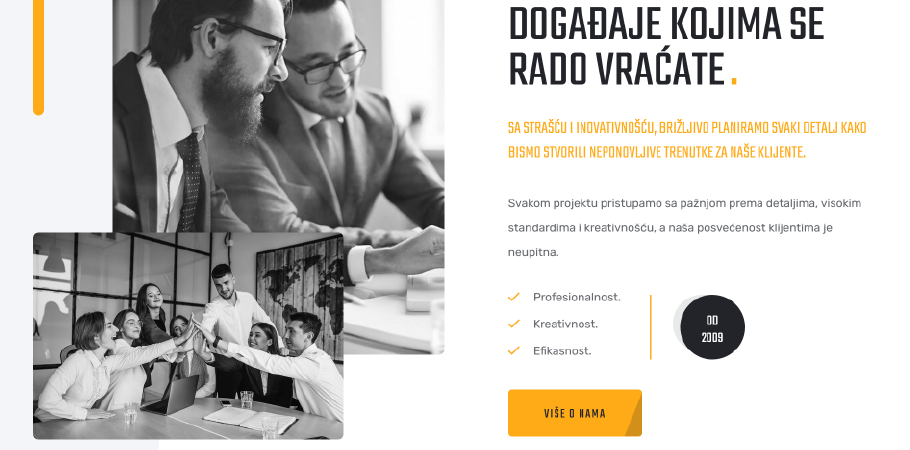 DOGAĐAJE KOJIMA SE
RADO VRAĆATE.
SA STRAŠĆU I INOVATIVNOŠĆU, BRIŽLJIVO PLANIRAMO SVAKI DETALJ KAKO
BISMO STVORILI NEPONOVLJIVE TRENUTKE ZA NAŠE KLIJENTE.
Svakom projektu pristupamo sa pažnjom prema detaljima, visokim
standardima i kreativnošću, a naša posvećenost klijentima je
neupitna.
Profesionalnost.
Kreativnost.
Efikasnost.
OD
2009
VIŠE O NAMA